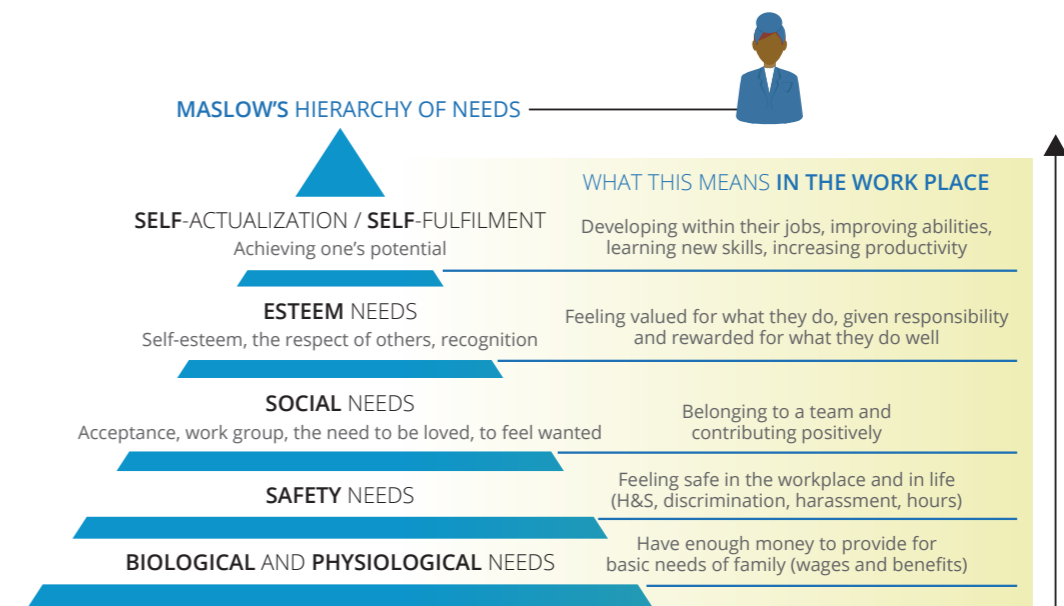 MASLOW’S HIERARCHY OF NEEDS
WHAT THIS MEANS IN THE WORK PLACE
SELF-ACTUALIZATION / SELF-FULFILMENT
Achieving one’s potential
Developing within their jobs, improving abilities,
learning new skills, increasing productivity
ESTEEM NEEDS
Self-esteem, the respect of others, recognition
Feeling valued for what they do, given responsibility
and rewarded for what they do well
SOCIAL NEEDS
Acceptance, work group, the need to be loved, to feel wanted
Belonging to a team and
contributing positively
SAFETY NEEDS
Feeling safe in the workplace and in life
(H&S, discrimination, harassment, hours)
BIOLOGICAL AND PHYSIOLOGICAL NEEDS
Have enough money to provide for
basic needs of family (wages and benefits)